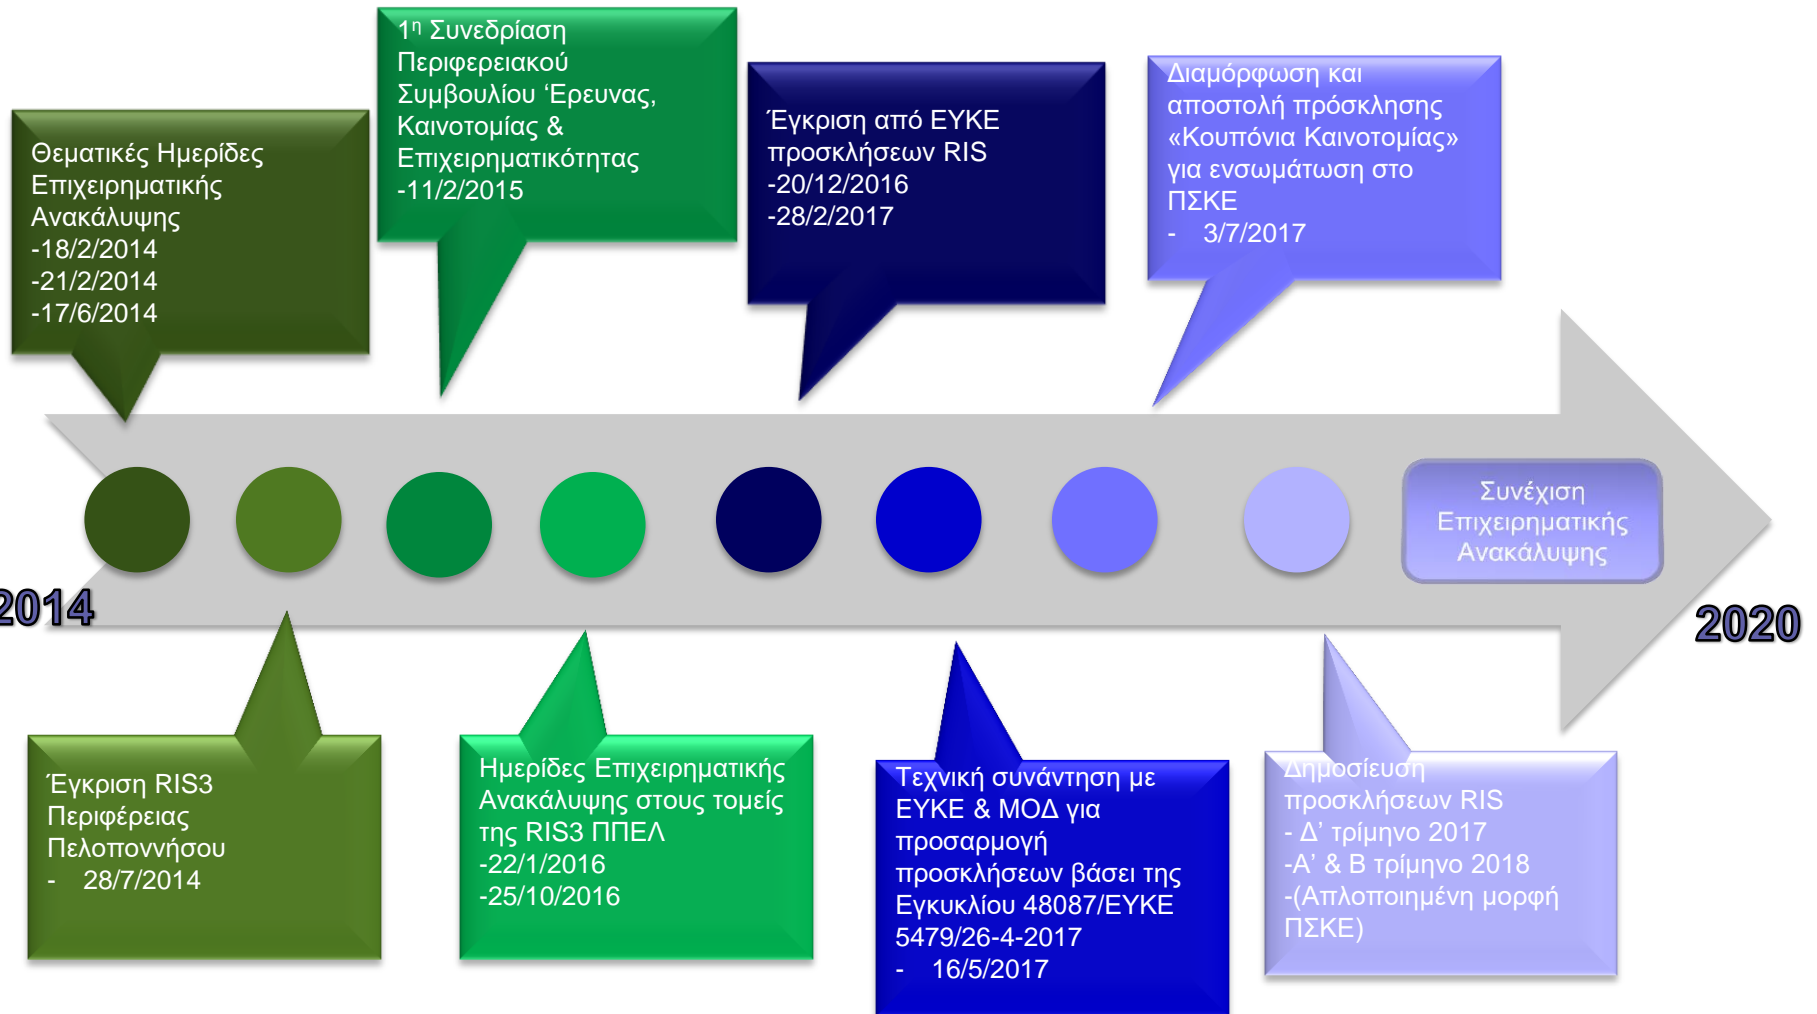 Θεματικές Ημερίδες
Επιχειρηματικής
Ανακάλυψης
-18/2/2014
-21/2/2014
-17/6/2014
1η Συνεδρίαση
Περιφερειακού
Συμβουλίου ‘Ερευνας,
Καινοτομίας &
Επιχειρηματικότητας
-11/2/2015
Έγκριση από ΕΥΚΕ
προσκλήσεων RIS
-20/12/2016
-28/2/2017
Διαμόρφωση και
αποστολή πρόσκλησης
«Κουπόνια Καινοτομίας»
για ενσωμάτωση στο
ΠΣΚΕ
- 3/7/2017
Συνέχιση
Επιχειρηματικής
Ανακάλυψης
2014
2020
Έγκριση RIS3
Περιφέρειας
Πελοποννήσου
- 28/7/2014
Ημερίδες Επιχειρηματικής
Ανακάλυψης στους τομείς
της RIS3 ΠΠΕΛ
-22/1/2016
-25/10/2016
Τεχνική συνάντηση με
ΕΥΚΕ & ΜΟΔ για
προσαρμογή
προσκλήσεων βάσει της
Εγκυκλίου 48087/ΕΥΚΕ
5479/26-4-2017
- 16/5/2017
Δημοσίευση
προσκλήσεων RIS
- Δ’ τρίμηνο 2017
-Α’ & Β τρίμηνο 2018
-(Απλοποιημένη μορφή
ΠΣΚΕ)